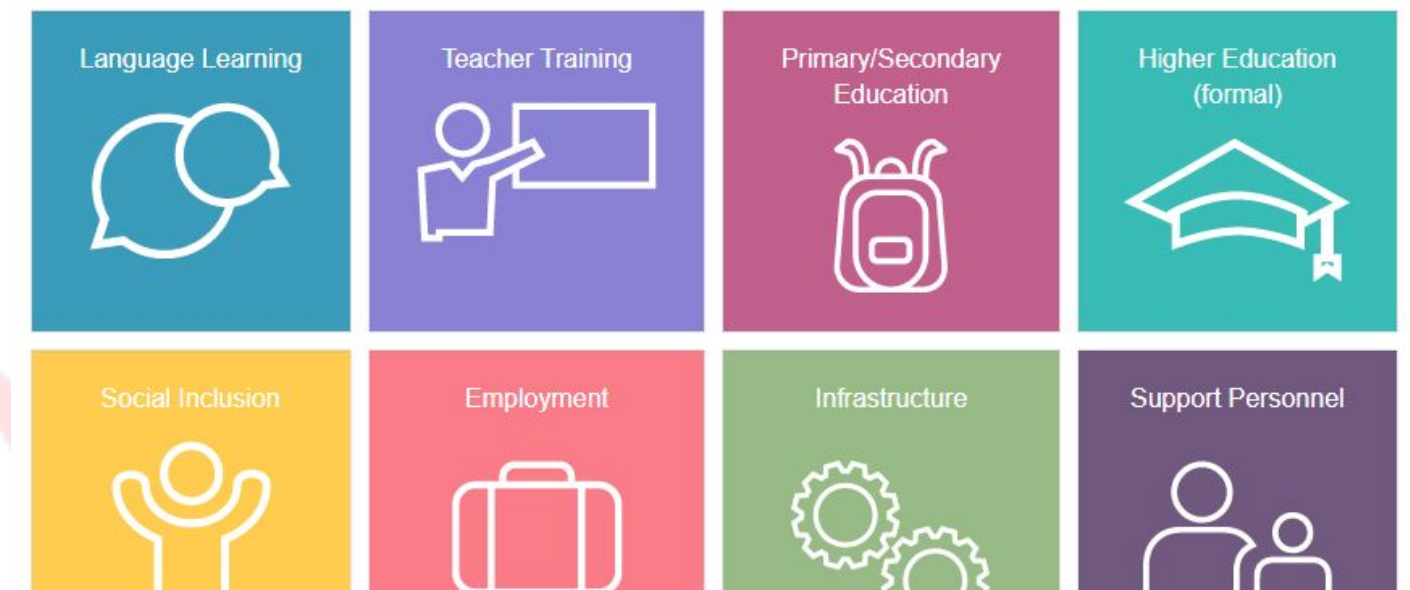 Language Learning
Teacher Training
Primary/Secondary
Education
Higher Education
(formal)
Social Inclusion
Employment
Infrastructure
Support Personnel